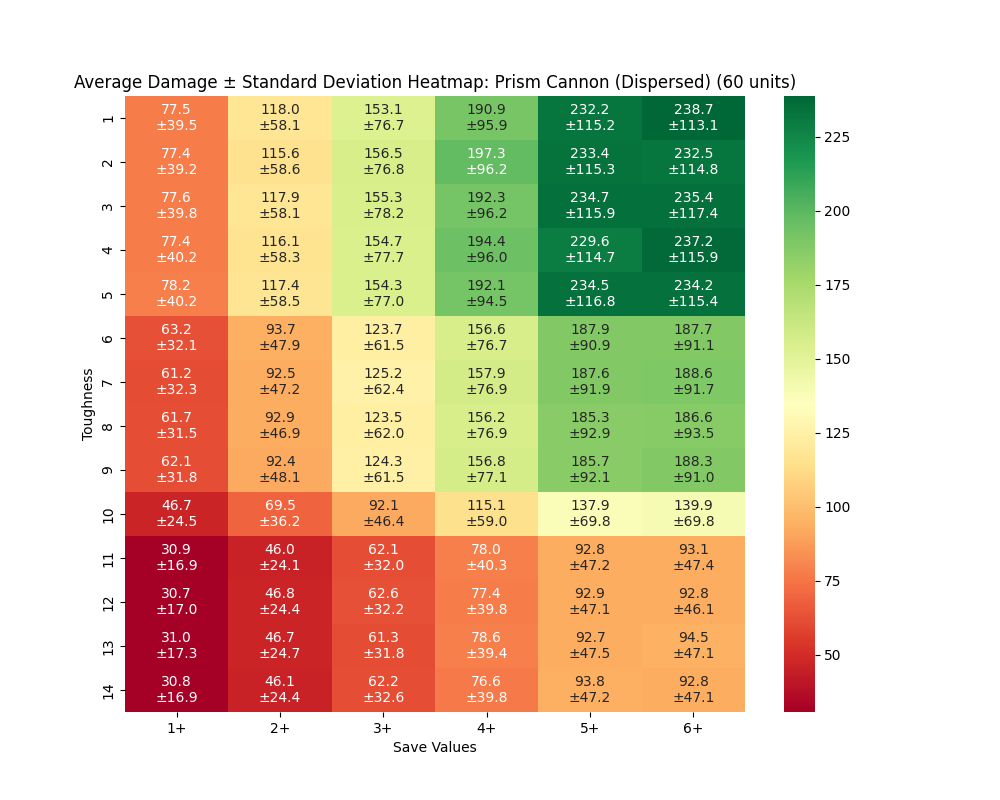 Average Damage ± Standard Deviation Heatmap: Prism Cannon (Dispersed) (60 units)
1 77.5 118.0 153.1 190.9 232.2 238.7
±39.5 ±58.1 ±76.7 ±95.9 ±115.2 ±113.1
2 77.4 115.6 156.5 197.3 233.4 232.5
±39.2 ±58.6 ±76.8 ±96.2 ±115.3 ±114.8
3 77.6 117.9 155.3 192.3 234.7 235.4
±39.8 ±58.1 ±78.2 ±96.2 ±115.9 ±117.4
4 77.4 116.1 154.7 194.4 229.6 237.2
±40.2 ±58.3 ±77.7 ±96.0 ±114.7 ±115.9
5 78.2 117.4 154.3 192.1 234.5 234.2
±40.2 ±58.5 ±77.0 ±94.5 ±116.8 ±115.4
6 63.2 93.7 123.7 156.6 187.9 187.7
±32.1 ±47.9 ±61.5 ±76.7 ±90.9 ±91.1
7 61.2 92.5 125.2 157.9 187.6 188.6
±32.3 ±47.2 ±62.4 ±76.9 ±91.9 ±91.7
8 61.7 92.9 123.5 156.2 185.3 186.6
±31.5 ±46.9 ±62.0 ±76.9 ±92.9 ±93.5
9 62.1 92.4 124.3 156.8 185.7 188.3
±31.8 ±48.1 ±61.5 ±77.1 ±92.1 ±91.0
10 46.7 69.5 92.1 115.1 137.9 139.9
±24.5 ±36.2 ±46.4 ±59.0 ±69.8 ±69.8
11 30.9 46.0 62.1 78.0 92.8 93.1
±16.9 ±24.1 ±32.0 ±40.3 ±47.2 ±47.4
12 30.7 46.8 62.6 77.4 92.9 92.8
±17.0 ±24.4 ±32.2 ±39.8 ±47.1 ±46.1
13 31.0 46.7 61.3 78.6 92.7 94.5
±17.3 ±24.7 ±31.8 ±39.4 ±47.5 ±47.1
14 30.8 46.1 62.2 76.6 93.8 92.8
±16.9 ±24.4 ±32.6 ±39.8 ±47.2 ±47.1
1+ 2+ 3+ 4+ 5+ 6+
Save Values
Toughness
225
200
175
150
125
100
75
50